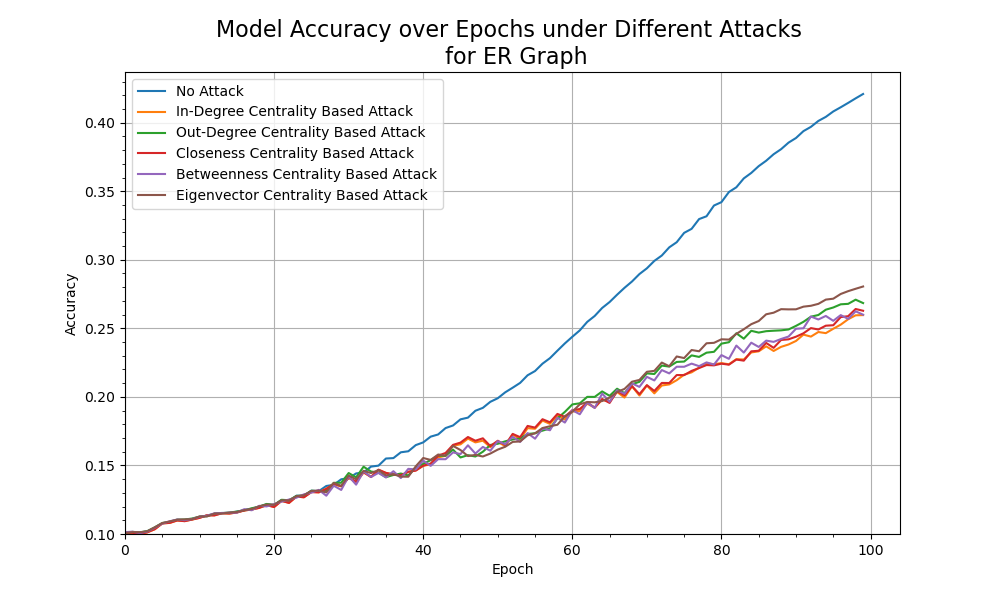 Model Accuracy over Epochs under Different Attacks
for ER Graph
No Attack
In-Degree Centrality Based Attack
Out-Degree Centrality Based Attack
Closeness Centrality Based Attack
Betweenness Centrality Based Attack
Eigenvector Centrality Based Attack
Accuracy
0.40
0.35
0.30
0.25
0.20
0.15
0.10
0 20 40 60 80 100
Epoch